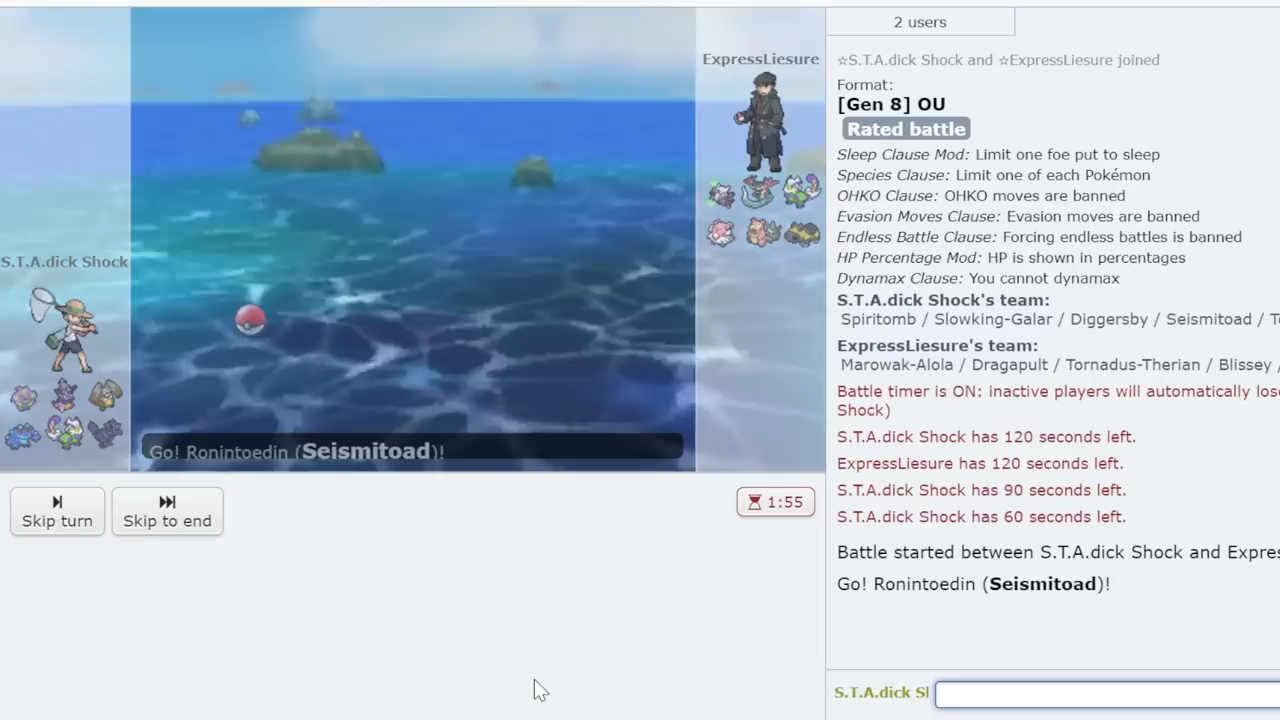 2 users
ExpressLiesure
☆S.T.A.dick Shock and ☆ExpressLiesure joined
Format:
[Gen 8] OU
Rated battle
Sleep Clause Mod: Limit one foe put to sleep
Species Clause: Limit one of each Pokémon
OHKO Clause: OHKO moves are banned
Evasion Moves Clause: Evasion moves are banned
Endless Battle Clause: Forcing endless battles is banned
HP Percentage Mod: HP is shown in percentages
Dynamax Clause: You cannot dynamax
S.T.A.dick Shock
S.T.A.dick Shock's team:
Spiritomb / Slowking-Galar / Diggersby / Seismitoad / T
ExpressLiesure's team:
Marowak-Alola / Dragapult / Tornadus-Therian / Blissey /
Battle timer is ON: inactive players will automatically lose
Shock)
S.T.A.dick Shock has 120 seconds left.
ExpressLiesure has 120 seconds left.
S.T.A.dick Shock has 90 seconds left.
S.T.A.dick Shock has 60 seconds left.
Battle started between S.T.A.dick Shock and Expres
Go! Ronintoedin (Seismitoad)!
Go! Ronintoedin (Seismitoad)!
Skip turn
Skip to end
1:55
S.T.A.dick Sl